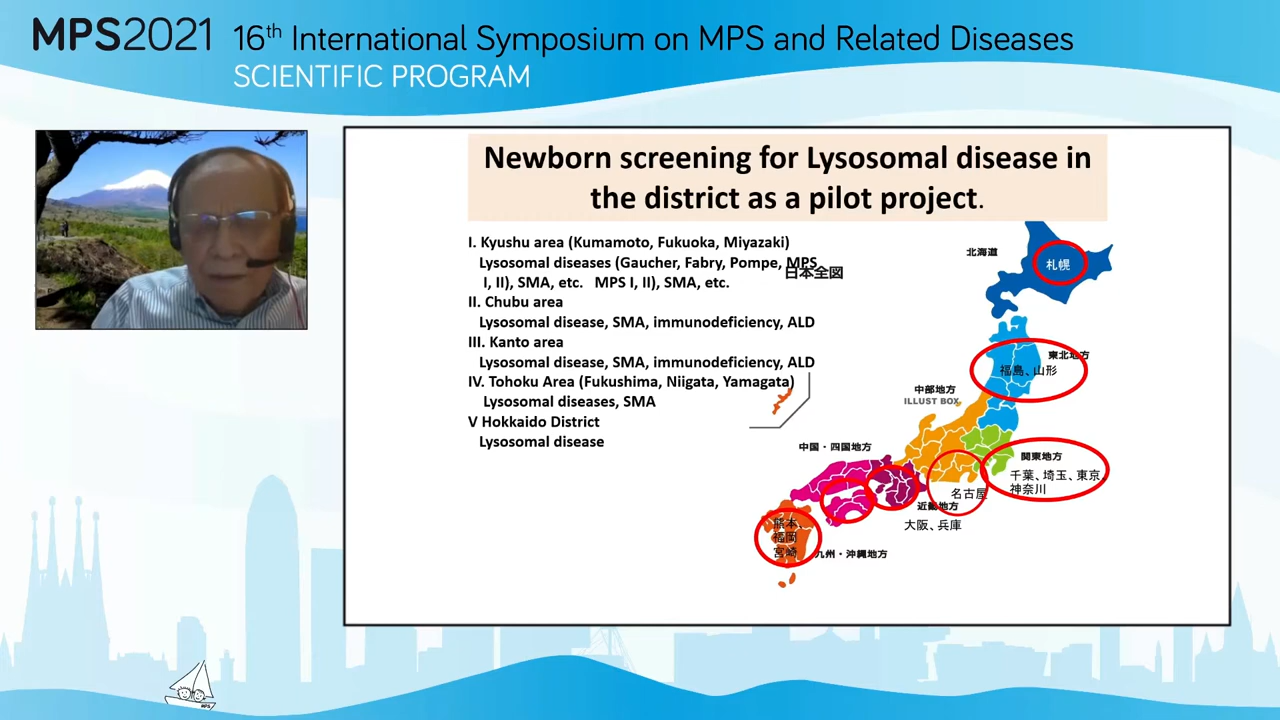 MPS2021 16th International Symposium on MPS and Related Diseases
SCIENTIFIC PROGRAM
Newborn screening for Lysosomal disease in
the district as a pilot project.
I. Kyushu area (Kumamoto, Fukuoka, Miyazaki)
Lysosomal diseases (Gaucher, Fabry, Pompe, MPS
I, II), SMA, etc. MPS I, II), SMA, etc.
II. Chubu area
Lysosomal disease, SMA, immunodeficiency, ALD
III. Kanto area
Lysosomal disease, SMA, immunodeficiency, ALD
IV. Tohoku Area (Fukushima, Niigata, Yamagata)
Lysosomal diseases, SMA
V Hokkaido District
Lysosomal disease
日本全図
北海道
札幌
東北地方
福島、山形
中部地方
ILLUST BOX
中国・四国地方
関東地方
千葉、埼玉、東京、
神奈川
名古屋
近畿地方
大阪、兵庫
熊本、
福岡
宮崎
九州・沖縄地方
MPS